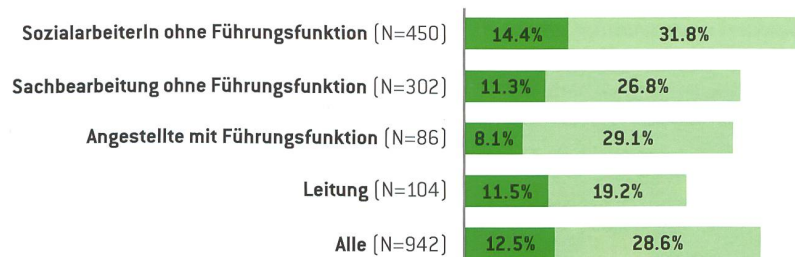 SozialarbeiterIn ohne Führungsfunktion (N=450) 14.4% 31.8%
Sachbearbeitung ohne Führungsfunktion (N=302) 11.3% 26.8%
Angestellte mit Führungsfunktion (N=86) 8.1% 29.1%
Leitung (N=104) 11.5% 19.2%
Alle (N=942) 12.5% 28.6%